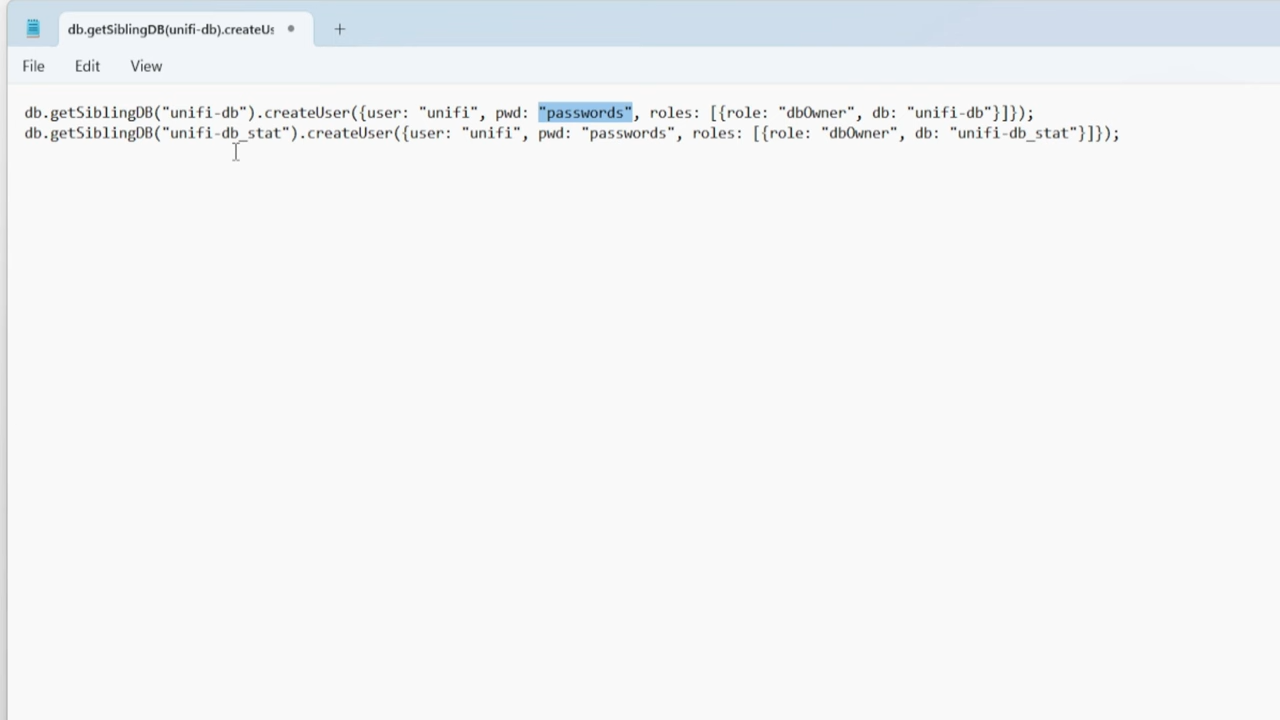 db.getSiblingDB(unifi-db).createUs
File Edit View
db.getSiblingDB("unifi-db").createUser({user: "unifi", pwd: "passwords", roles: [{role: "dbOwner", db: "unifi-db"}]});
db.getSiblingDB("unifi-db_stat").createUser({user: "unifi", pwd: "passwords", roles: [{role: "dbOwner", db: "unifi-db_stat"}]});